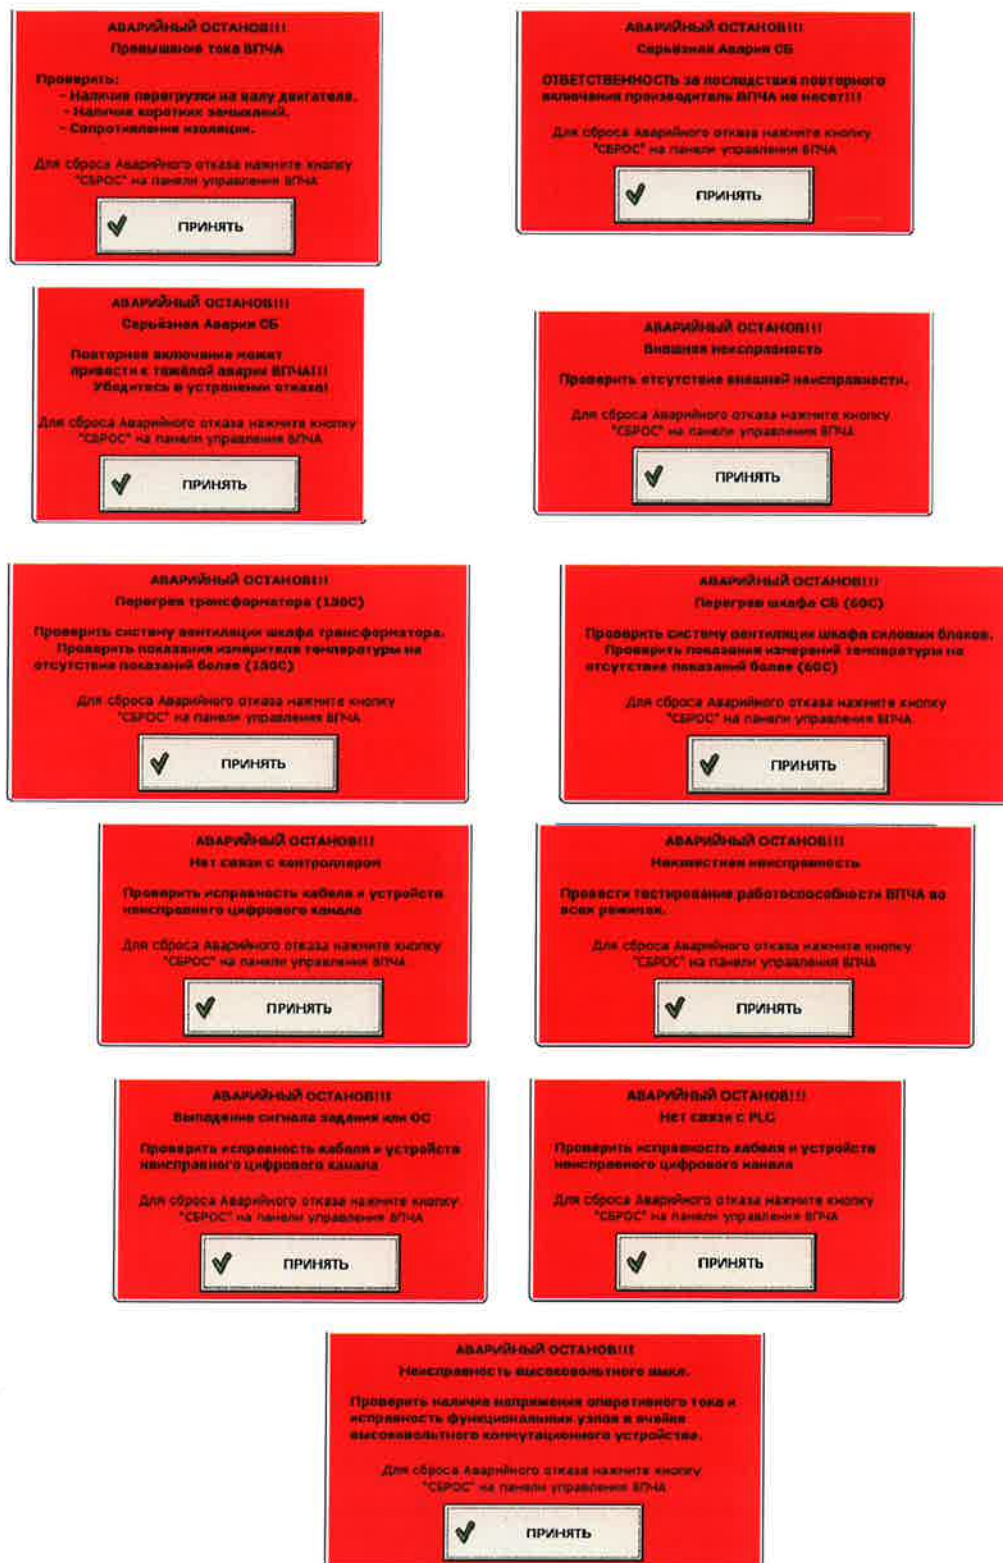 АВАРИЙНЫЙ ОСТАНОВ!!!
Превышение тока ВПЧА
Проверить:
- Наличие перегрузки на валу двигателя.
- Наличие коротких замыканий.
- Сопротивление изоляции.
Для сброса Аварийного отказа нажмите кнопку
"СБРОС" на панели управления ВПЧА
ПРИНЯТЬ
АВАРИЙНЫЙ ОСТАНОВ!!!
Серьёзная Авария СБ
ОТВЕТСТВЕННОСТЬ за последствия повторного
включения производитель ВПЧА не несет!!!
Для сброса Аварийного отказа нажмите кнопку
"СБРОС" на панели управления ВПЧА
ПРИНЯТЬ
АВАРИЙНЫЙ ОСТАНОВ!!!
Серьёзная Авария СБ
Повторное включение может
привести к тяжёлой аварии ВПЧА!!!
Убедитесь в устранении отказа!
Для сброса Аварийного отказа нажмите кнопку
"СБРОС" на панели управления ВПЧА
ПРИНЯТЬ
АВАРИЙНЫЙ ОСТАНОВ!!!
Внешняя неисправность
Проверить отсутствие внешней неисправности.
Для сброса Аварийного отказа нажмите кнопку
"СБРОС" на панели управления ВПЧА
ПРИНЯТЬ
АВАРИЙНЫЙ ОСТАНОВ!!!
Перегрев трансформатора (130С)
Проверить систему вентиляции шкафа трансформатора.
Проверить показания измерителя температуры на
отсутствие показаний более (130С)
Для сброса Аварийного отказа нажмите кнопку
"СБРОС" на панели управления ВПЧА
ПРИНЯТЬ
АВАРИЙНЫЙ ОСТАНОВ!!!
Перегрев шкафа СБ (60С)
Проверить систему вентиляции шкафа силовых блоков.
Проверить показания измерений температуры на
отсутствие показаний более (60С)
Для сброса Аварийного отказа нажмите кнопку
"СБРОС" на панели управления ВПЧА
ПРИНЯТЬ
АВАРИЙНЫЙ ОСТАНОВ!!!
Нет связи с контроллером
Проверить исправность кабеля и устройств
неисправного цифрового канала
Для сброса Аварийного отказа нажмите кнопку
"СБРОС" на панели управления ВПЧА
ПРИНЯТЬ
АВАРИЙНЫЙ ОСТАНОВ!!!
Неизвестная неисправность
Провести тестирование работоспособности ВПЧА во
всех режимах.
Для сброса Аварийного отказа нажмите кнопку
"СБРОС" на панели управления ВПЧА
ПРИНЯТЬ
АВАРИЙНЫЙ ОСТАНОВ!!!
Выпадение сигнала задания или ОС
Проверить исправность кабеля и устройств
неисправного цифрового канала
Для сброса Аварийного отказа нажмите кнопку
"СБРОС" на панели управления ВПЧА
ПРИНЯТЬ
АВАРИЙНЫЙ ОСТАНОВ!!!
Нет связи с PLC
Проверить исправность кабеля и устройств
неисправного цифрового канала
Для сброса Аварийного отказа нажмите кнопку
"СБРОС" на панели управления ВПЧА
ПРИНЯТЬ
АВАРИЙНЫЙ ОСТАНОВ!!!
Неисправность высоковольтного выкл.
Проверить наличие напряжения оперативного тока и
исправность функциональных узлов в ячейке
высоковольтного коммутационного устройства.
Для сброса Аварийного отказа нажмите кнопку
"СБРОС" на панели управления ВПЧА
ПРИНЯТЬ